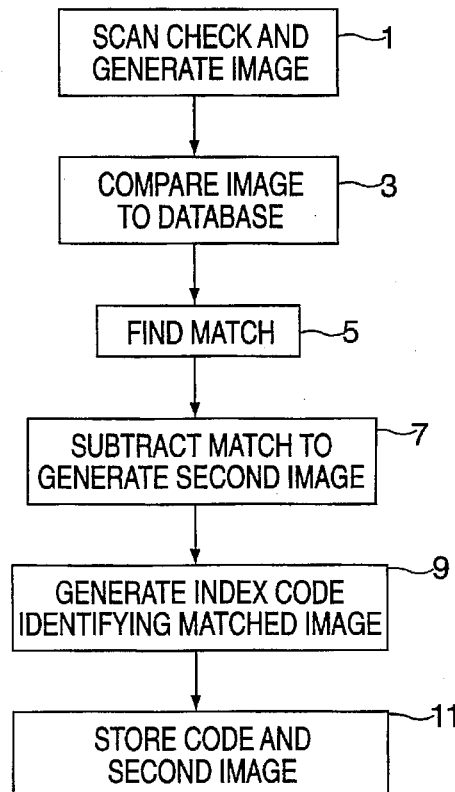 SCAN CHECK AND
GENERATE IMAGE
1
COMPARE IMAGE
TO DATABASE
3
FIND MATCH
5
SUBTRACT MATCH TO
GENERATE SECOND IMAGE
7
GENERATE INDEX CODE
IDENTIFYING MATCHED IMAGE
9
STORE CODE AND
SECOND IMAGE
11